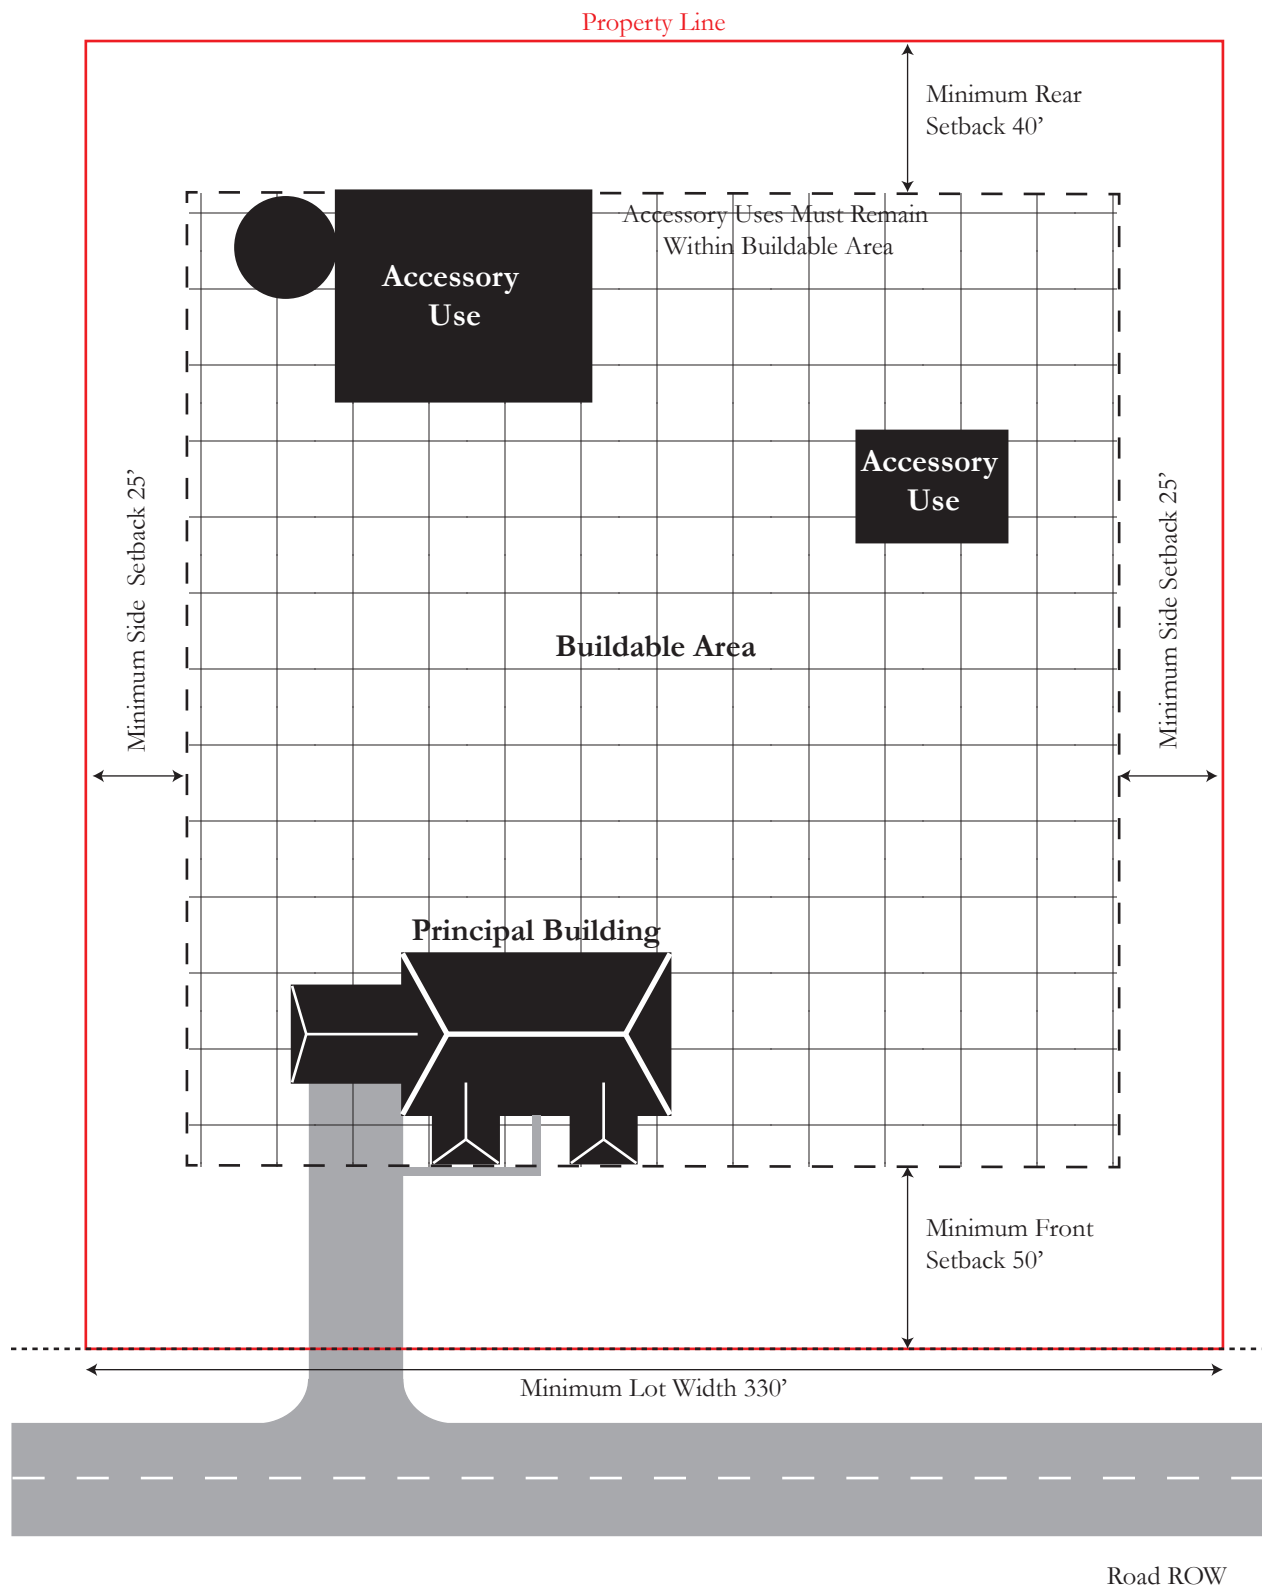 Property Line
Minimum Rear
Setback 40’
Accessory Uses Must Remain
Within Buildable Area
Accessory
Use
Accessory
Use
Minimum Side  Setback 25’
Minimum Side Setback 25’
Buildable Area
Principal Building
Minimum Front
Setback 50’
Minimum Lot Width 330’
Road ROW